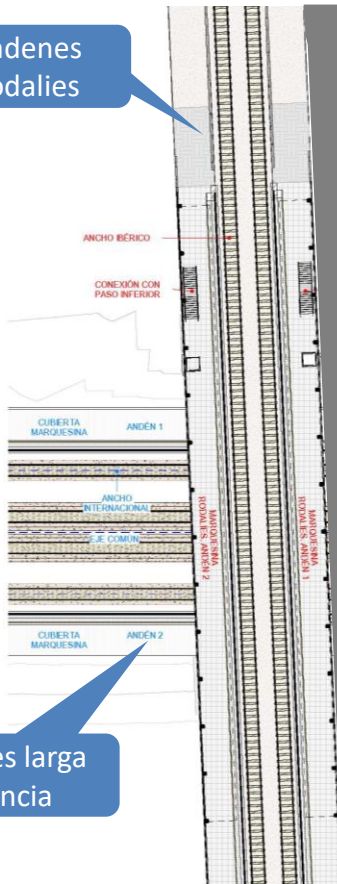 ndenes
odalies
ANCHO IBÉRICO
CONEXIÓN CON
PASO INFERIOR
CUBIERTA
MARQUESINA
ANDÉN 1
ANCHO
INTERNACIONAL
EJE COMÚN
MARQUESINA
RODALIES, ANDÉN 2
MARQUESINA
RODALIES, ANDÉN 1
CUBIERTA
MARQUESINA
ANDÉN 2
es larga
ncia